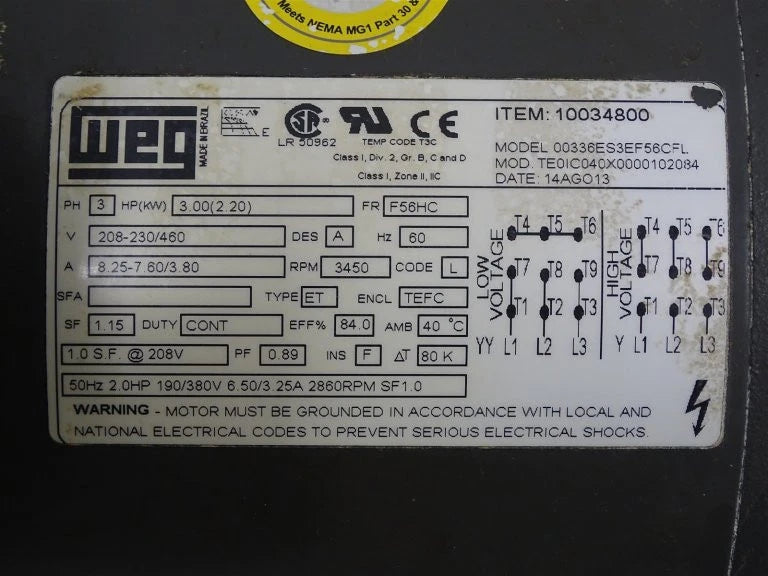 Meets NEMA MG1 Part 30 &
WEG
MADE IN BRAZIL
E
LR 50962
TEMP CODE T3C
Class I, Div. 2, Gr. B, C and D
Class I, Zone II, IIC
ITEM: 10034800
MODEL 00336ES3EF56CFL
MOD. TE0IC040X0000102084
DATE: 14AGO13
PH 3 HP(KW) 3.00(2.20) FR F56HC
V 208-230/460 DES A Hz 60
A 8.25-7.60/3.80 RPM 3450 CODE L
SFA TYPE ET ENCL TEFC
SF 1.15 DUTY CONT EFF% 84.0 AMB 40 °C
1.0 S.F. @ 208V PF 0.89 INS F ΔT 80 K
50Hz 2.0HP 190/380V 6.50/3.25A 2860RPM SF1.0
LOW VOLTAGE
T4 T5 T6
T7 T8 T9
T1 T2 T3
YY L1 L2 L3
HIGH VOLTAGE
T4 T5 T6
T7 T8 T9
T1 T2 T3
Y L1 L2 L3
WARNING - MOTOR MUST BE GROUNDED IN ACCORDANCE WITH LOCAL AND
NATIONAL ELECTRICAL CODES TO PREVENT SERIOUS ELECTRICAL SHOCKS.